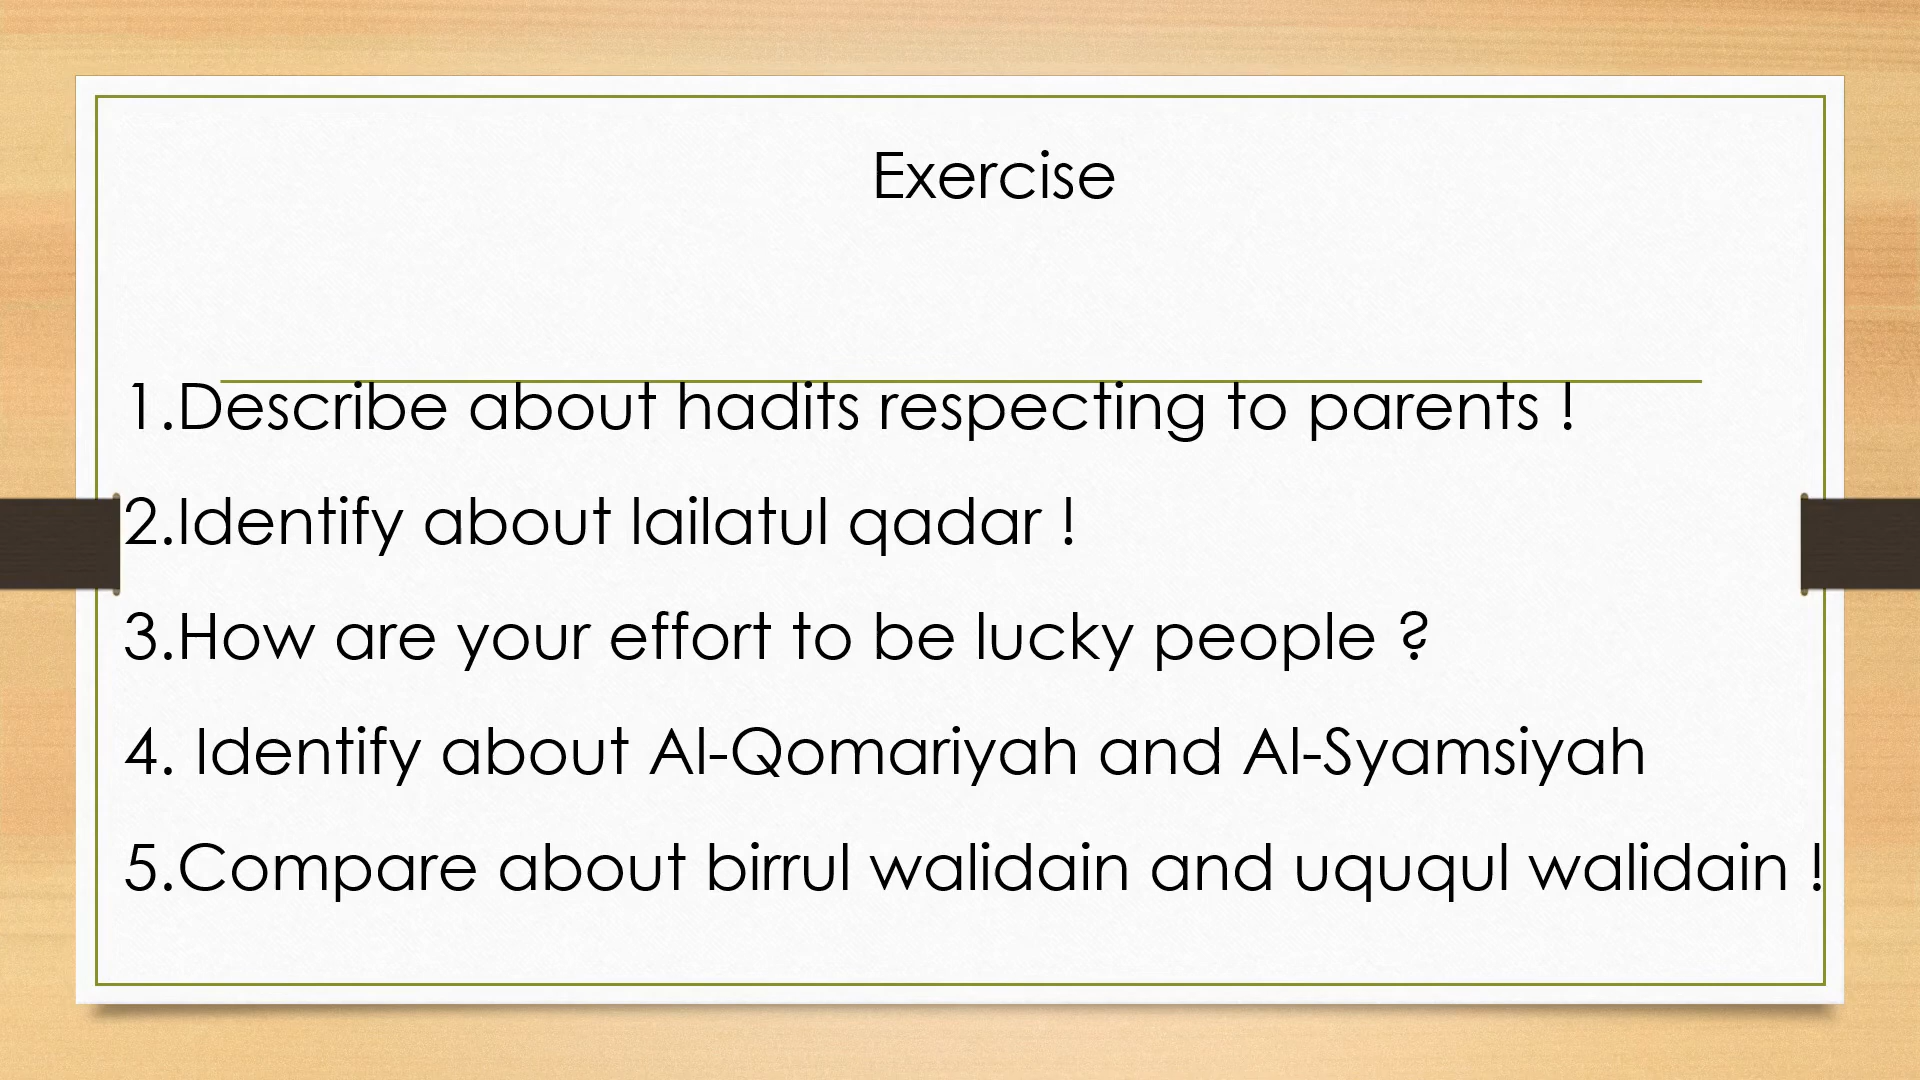 Exercise
1.Describe about hadits respecting to parents !
2.Identify about lailatul qadar !
3.How are your effort to be lucky people ?
4. Identify about Al-Qomariyah and Al-Syamsiyah
5.Compare about birrul walidain and uququl walidain !